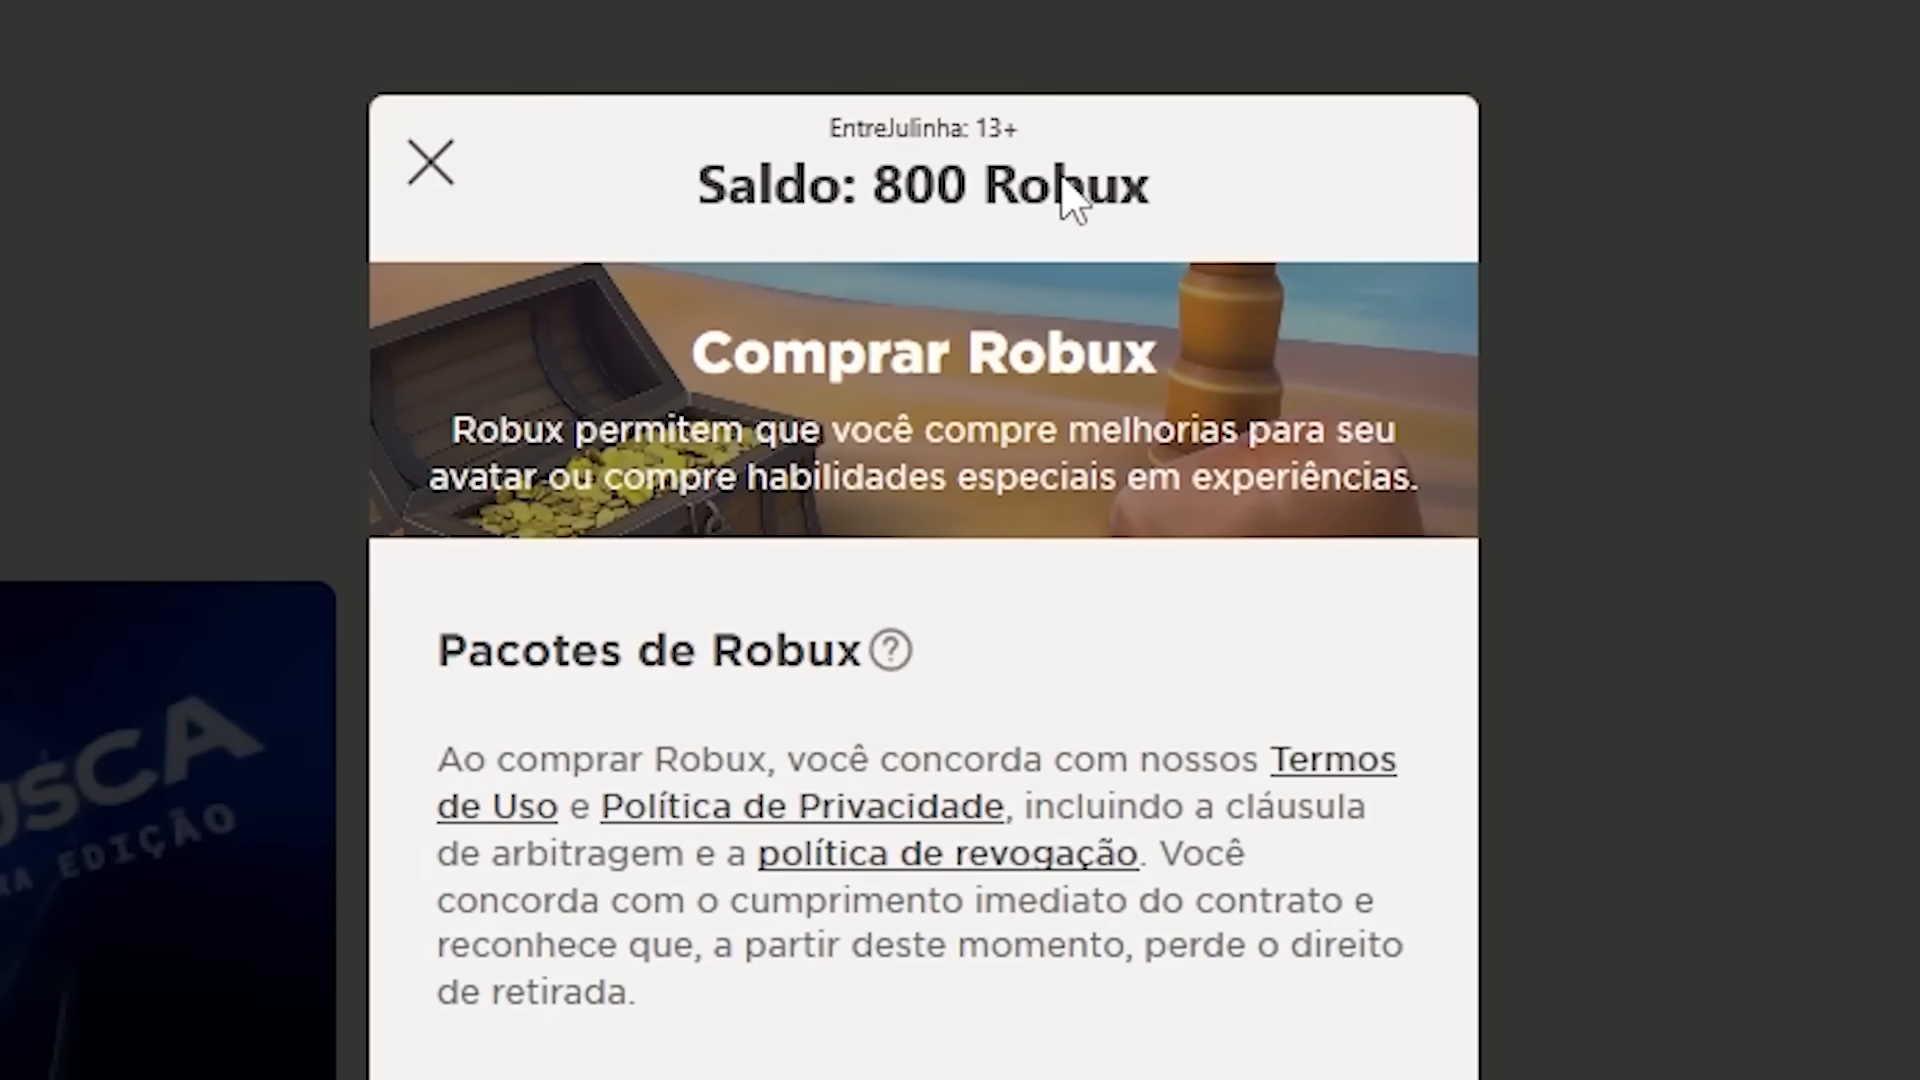 EntreJulinha: 13+
Saldo: 800 Robux
Comprar Robux
Robux permitem que você compre melhorias para seu
avatar ou compre habilidades especiais em experiências.
Pacotes de Robux
Ao comprar Robux, você concorda com nossos Termos
de Uso e Política de Privacidade, incluindo a cláusula
de arbitragem e a política de revogação. Você
concorda com o cumprimento imediato do contrato e
reconhece que, a partir deste momento, perde o direito
de retirada.
EDIÇÃO